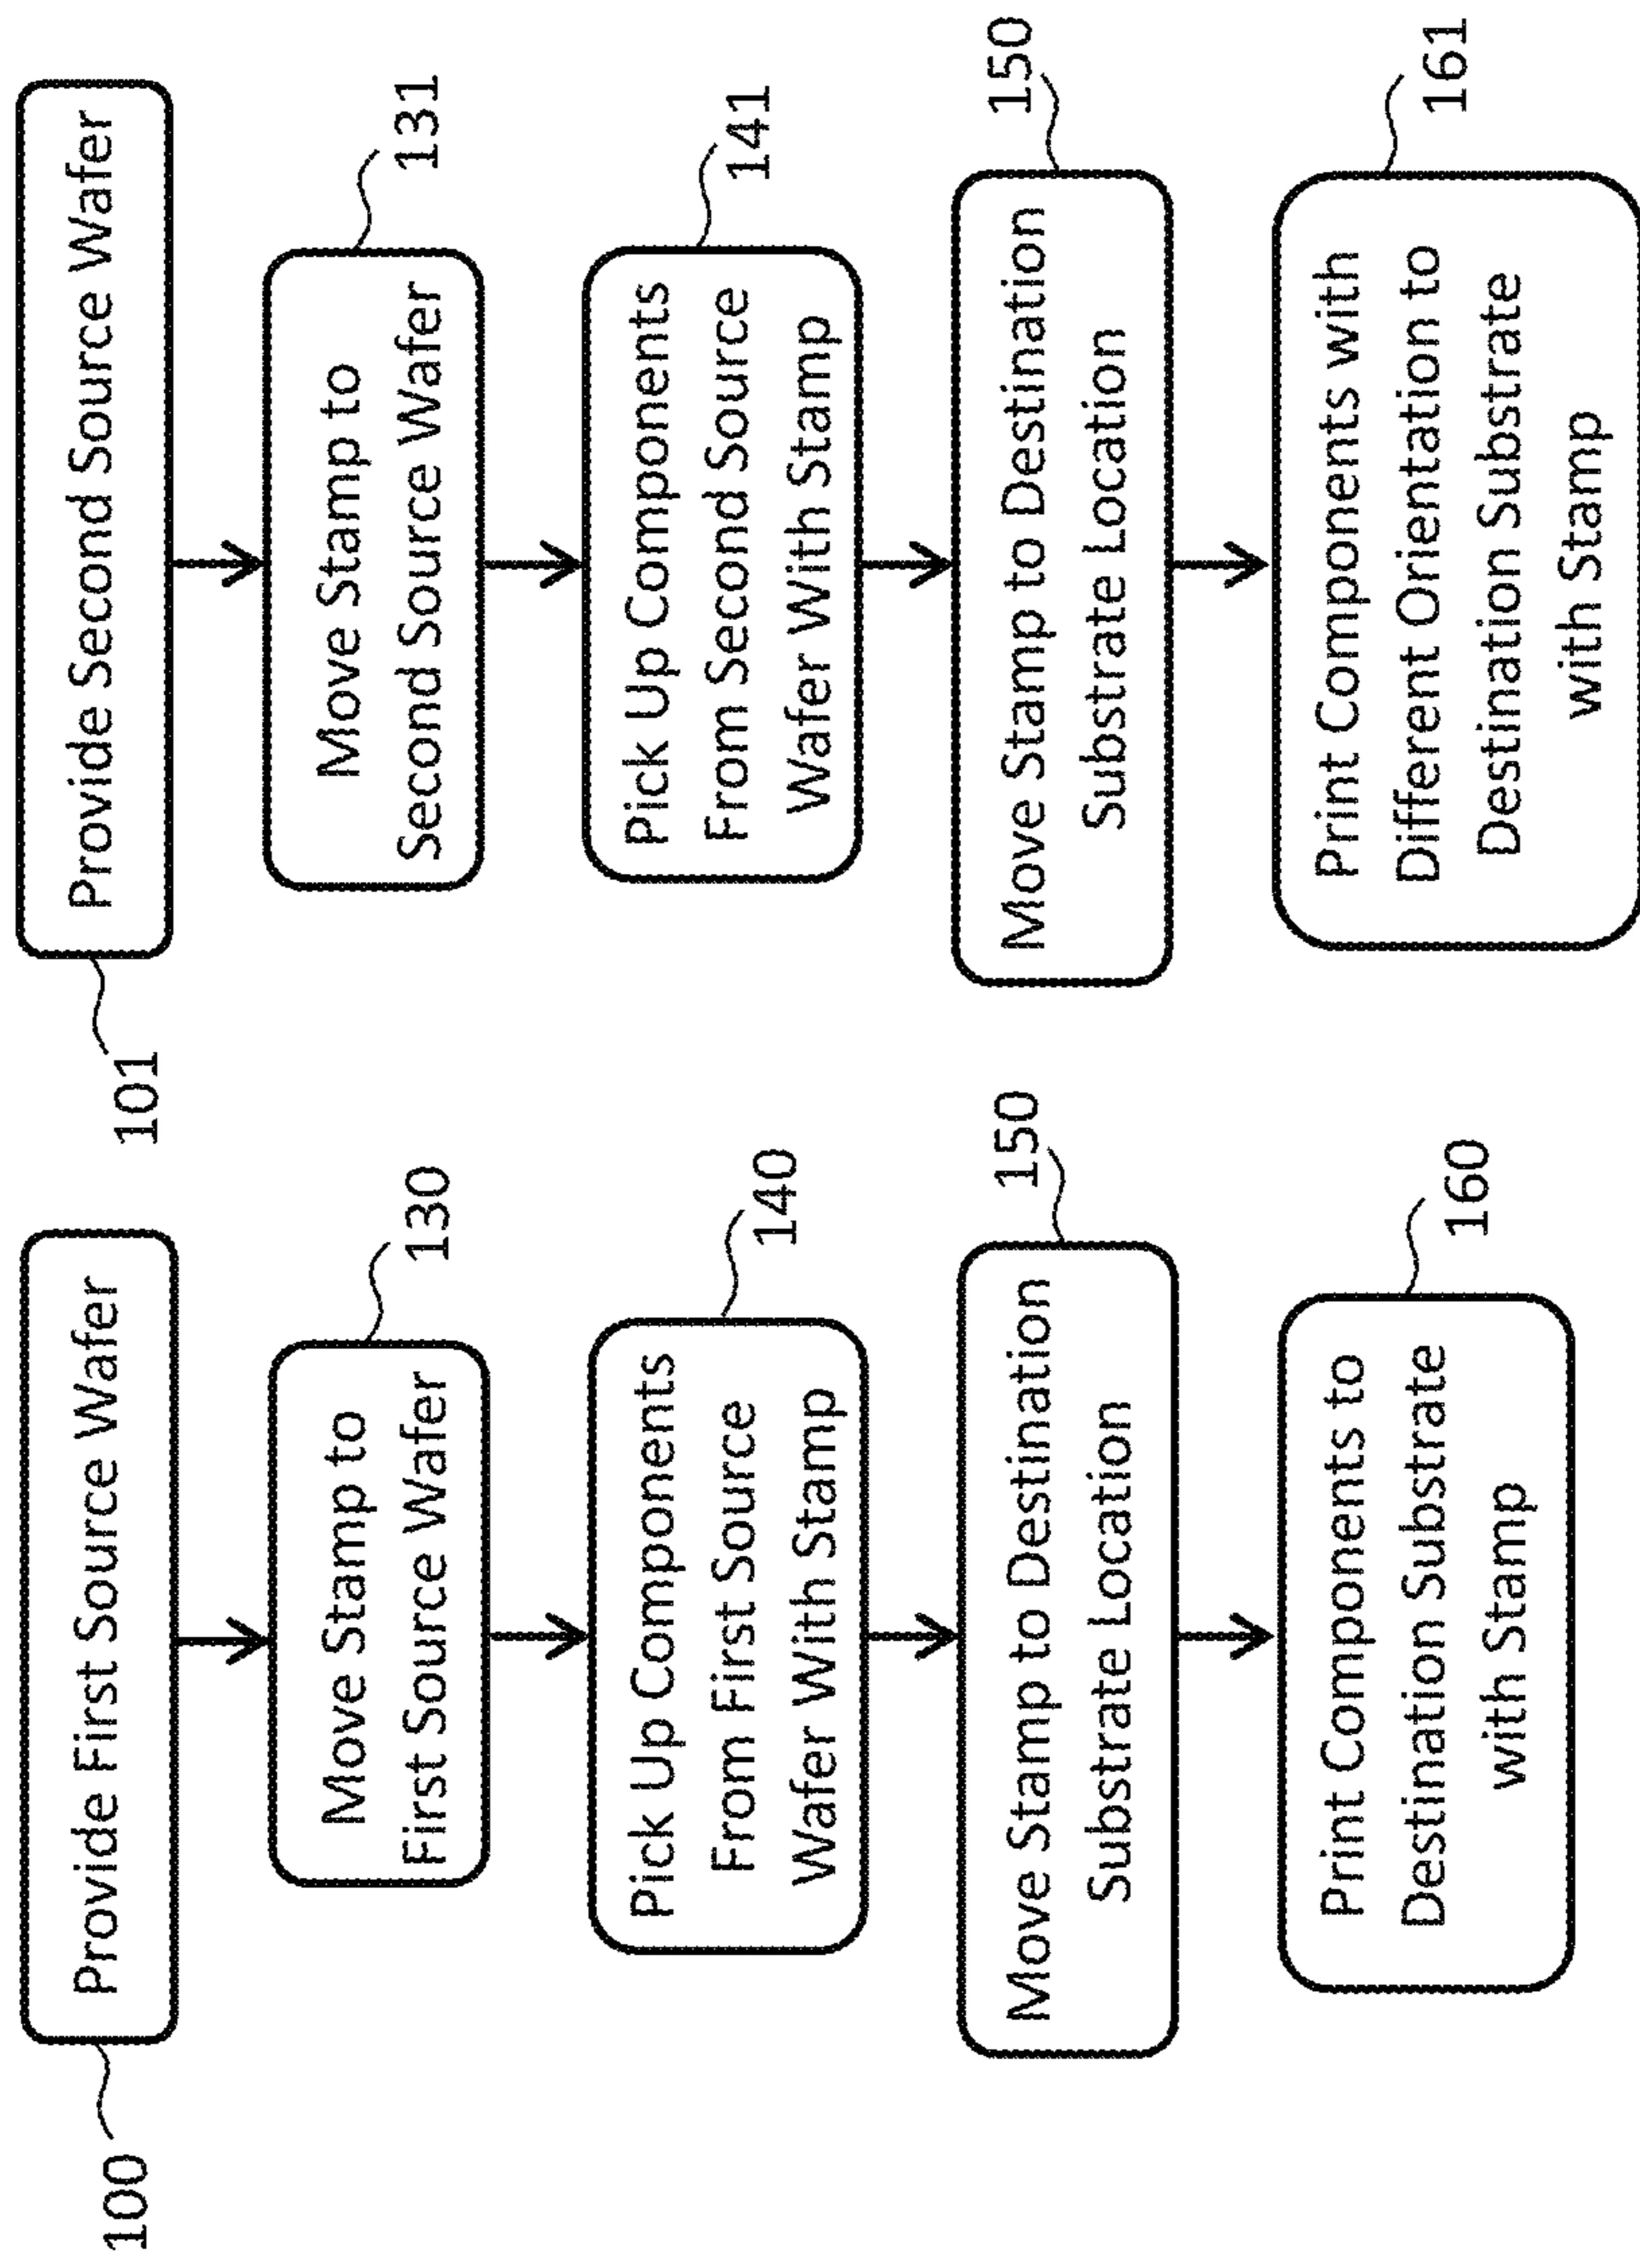 100
Provide First Source Wafer
130
Move Stamp to
First Source Wafer
140
Pick Up Components
From First Source
Wafer With Stamp
150
Move Stamp to Destination
Substrate Location
160
Print Components to
Destination Substrate
with Stamp
101
Provide Second Source Wafer
131
Move Stamp to
Second Source Wafer
141
Pick Up Components
From Second Source
Wafer With Stamp
150
Move Stamp to Destination
Substrate Location
161
Print Components with
Different Orientation to
Destination Substrate
with Stamp